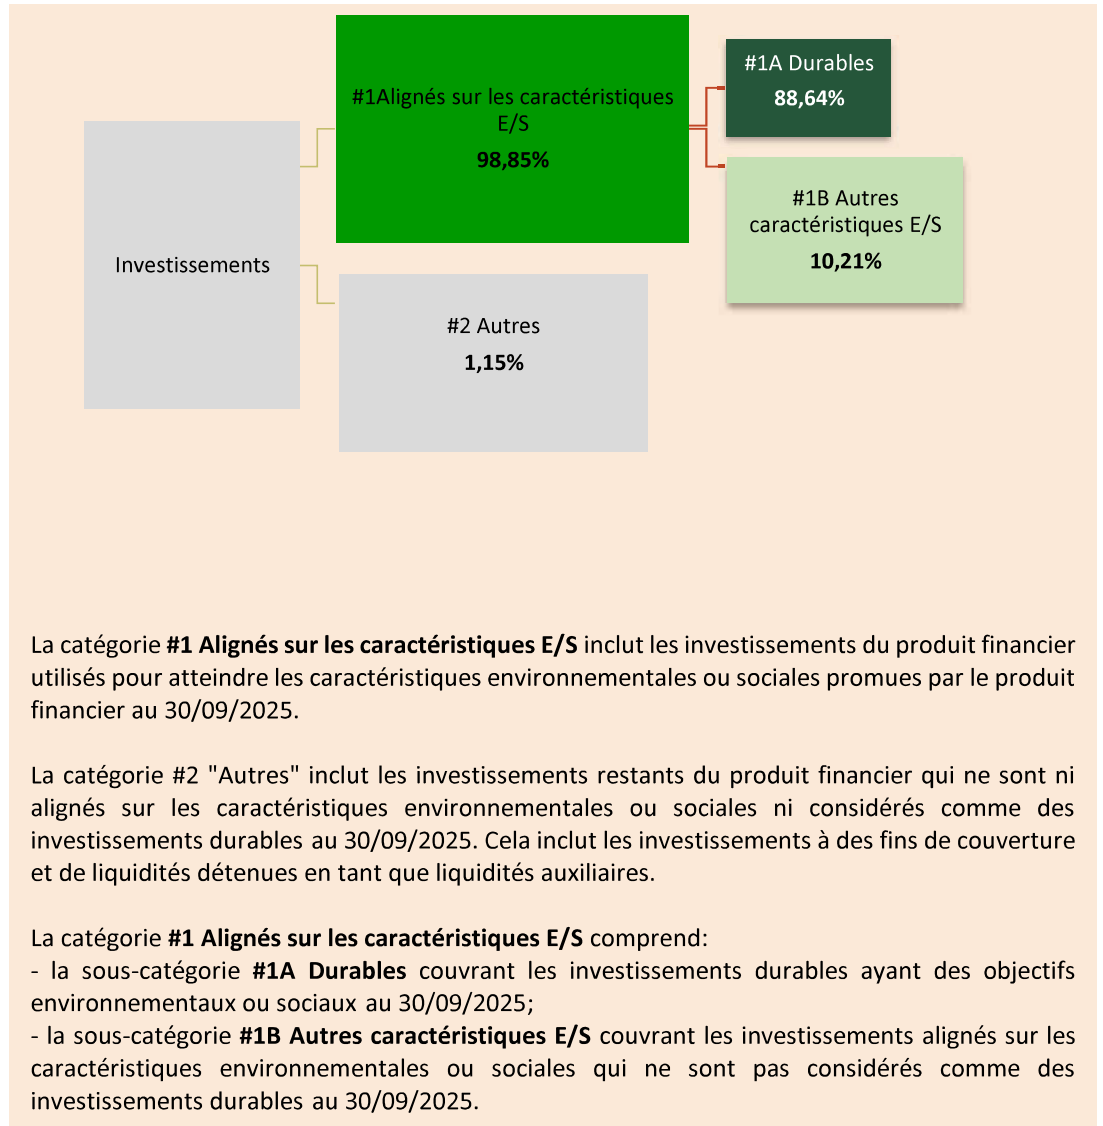 #1Alignés sur les caractéristiques
E/S
98,85%
#1A Durables
88,64%
#1B Autres
caractéristiques E/S
10,21%
Investissements
#2 Autres
1,15%
La catégorie #1 Alignés sur les caractéristiques E/S inclut les investissements du produit financier
utilisés pour atteindre les caractéristiques environnementales ou sociales promues par le produit
financier au 30/09/2025.
La catégorie #2 "Autres" inclut les investissements restants du produit financier qui ne sont ni
alignés sur les caractéristiques environnementales ou sociales ni considérés comme des
investissements durables au 30/09/2025. Cela inclut les investissements à des fins de couverture
et de liquidités détenues en tant que liquidités auxiliaires.
La catégorie #1 Alignés sur les caractéristiques E/S comprend:
- la sous-catégorie #1A Durables couvrant les investissements durables ayant des objectifs
environnementaux ou sociaux au 30/09/2025;
- la sous-catégorie #1B Autres caractéristiques E/S couvrant les investissements alignés sur les
caractéristiques environnementales ou sociales qui ne sont pas considérés comme des
investissements durables au 30/09/2025.